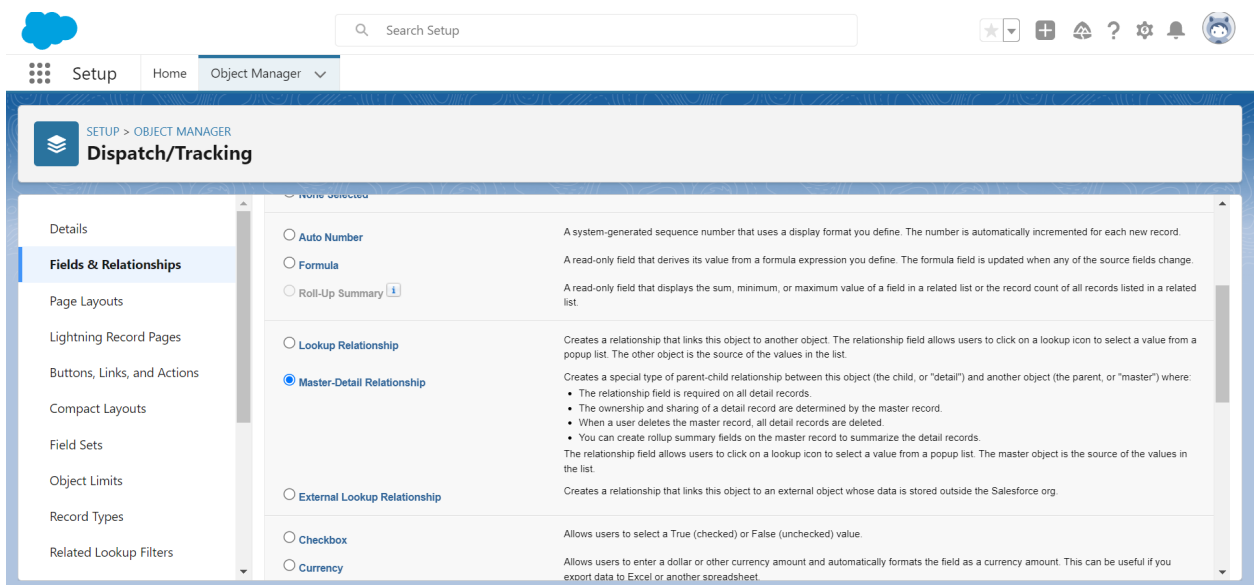 Search Setup
Setup Home Object Manager
SETUP > OBJECT MANAGER
Dispatch/Tracking
Details
Fields & Relationships
Page Layouts
Lightning Record Pages
Buttons, Links, and Actions
Compact Layouts
Field Sets
Object Limits
Record Types
Related Lookup Filters
None Selected
Auto Number
A system-generated sequence number that uses a display format you define. The number is automatically incremented for each new record.
Formula
A read-only field that derives its value from a formula expression you define. The formula field is updated when any of the source fields change.
Roll-Up Summary i
A read-only field that displays the sum, minimum, or maximum value of a field in a related list or the record count of all records listed in a related
list.
Lookup Relationship
Creates a relationship that links this object to another object. The relationship field allows users to click on a lookup icon to select a value from a
popup list. The other object is the source of the values in the list.
Master-Detail Relationship
Creates a special type of parent-child relationship between this object (the child, or "detail") and another object (the parent, or "master") where:
• The relationship field is required on all detail records.
• The ownership and sharing of a detail record are determined by the master record.
• When a user deletes the master record, all detail records are deleted.
• You can create rollup summary fields on the master record to summarize the detail records.
The relationship field allows users to click on a lookup icon to select a value from a popup list. The master object is the source of the values in
the list.
External Lookup Relationship
Creates a relationship that links this object to an external object whose data is stored outside the Salesforce org.
Checkbox
Allows users to select a True (checked) or False (unchecked) value.
Currency
Allows users to enter a dollar or other currency amount and automatically formats the field as a currency amount. This can be useful if you
export data to Excel or another spreadsheet.